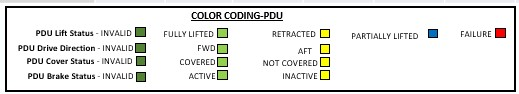 COLOR CODING-PDU
PDU Lift Status - INVALID FULLY LIFTED RETRACTED PARTIALLY LIFTED FAILURE
PDU Drive Direction - INVALID FWD AFT
PDU Cover Status - INVALID COVERED NOT COVERED
PDU Brake Status - INVALID ACTIVE INACTIVE